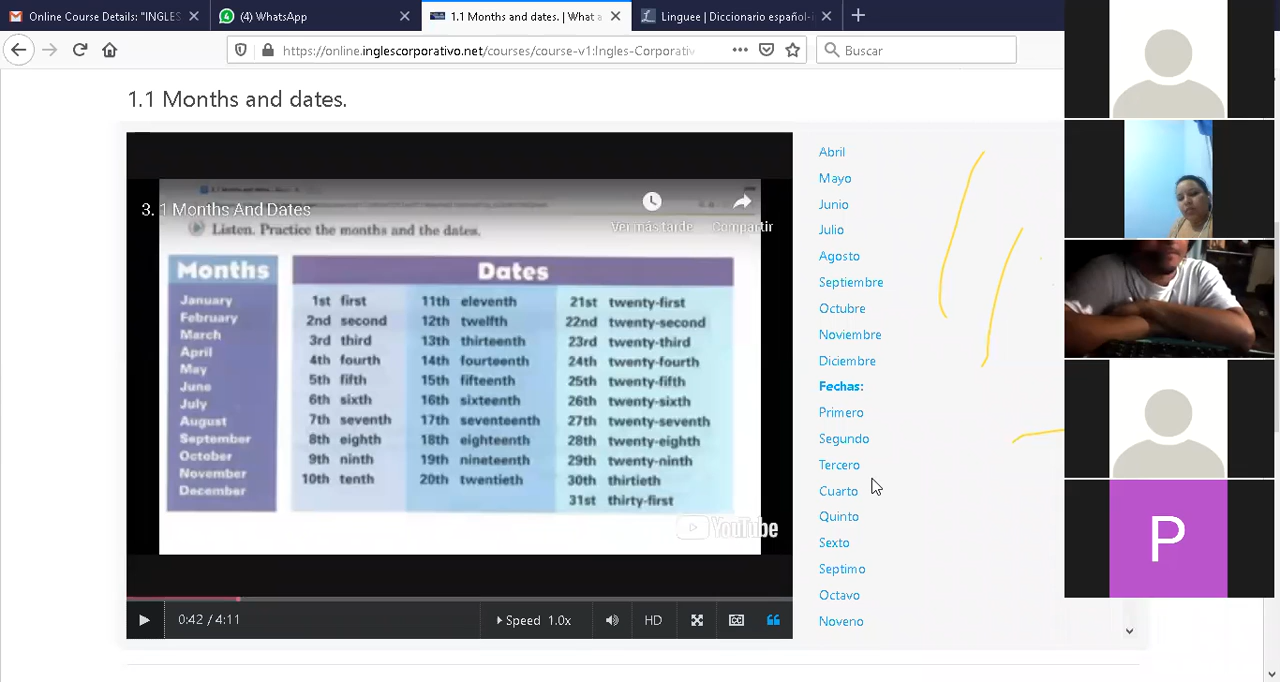 Online Course Details: "INGLES
(4) WhatsApp
1.1 Months and dates. | What a
Linguee | Diccionario español-i
https://online.inglescorporativo.net/courses/course-v1:Ingles-Corporativ
Buscar
1.1 Months and dates.
3. 1 Months And Dates
Ver más tarde
Compartir
Listen. Practice the months and the dates.
Months
January
February
March
April
May
June
July
August
September
October
November
December
Dates
1st first
2nd second
3rd third
4th fourth
5th fifth
6th sixth
7th seventh
8th eighth
9th ninth
10th tenth
11th eleventh
12th twelfth
13th thirteenth
14th fourteenth
15th fifteenth
16th sixteenth
17th seventeenth
18th eighteenth
19th nineteenth
20th twentieth
21st twenty-first
22nd twenty-second
23rd twenty-third
24th twenty-fourth
25th twenty-fifth
26th twenty-sixth
27th twenty-seventh
28th twenty-eighth
29th twenty-ninth
30th thirtieth
31st thirty-first
YouTube
0:42 / 4:11
Speed 1.0x
HD
Abril
Mayo
Junio
Julio
Agosto
Septiembre
Octubre
Noviembre
Diciembre
Fechas:
Primero
Segundo
Tercero
Cuarto
Quinto
Sexto
Septimo
Octavo
Noveno
P